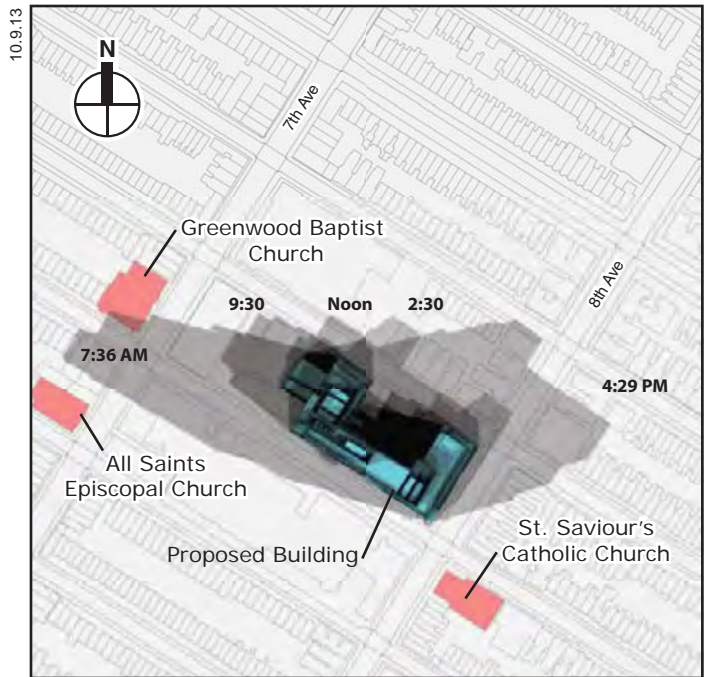 10.9.13
N
7th Ave
Greenwood Baptist
Church
8th Ave
9:30
Noon
2:30
7:36 AM
4:29 PM
All Saints
Episcopal Church
Proposed Building
St. Saviour's
Catholic Church